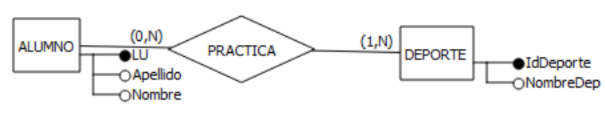 ALUMNO
(0,N)
PRACTICA
(1,N)
DEPORTE
LU
Apellido
Nombre
IdDeporte
NombreDep